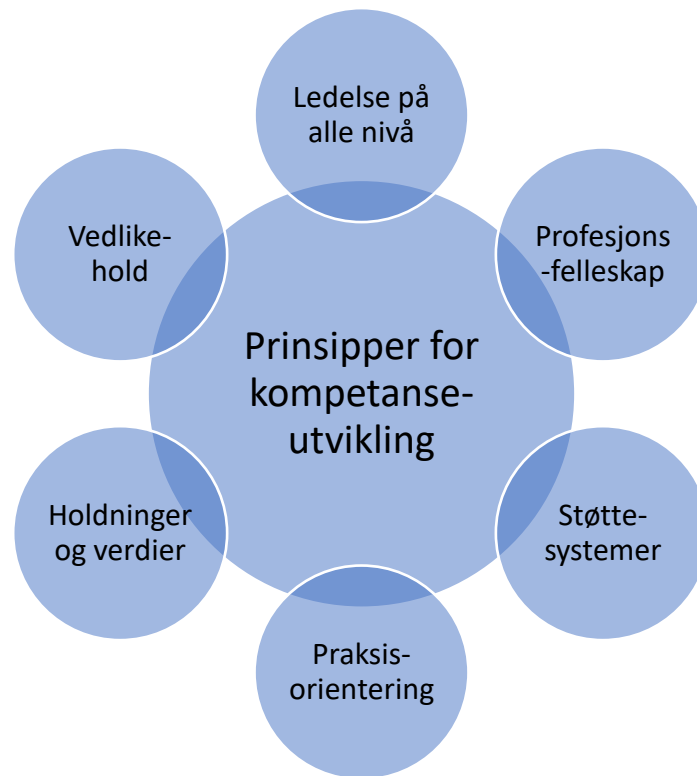 Ledelse på
alle nivå
Profesjons
-felleskap
Støtte-
systemer
Praksis-
orientering
Holdninger
og verdier
Vedlike-
hold
Prinsipper for
kompetanse-
utvikling